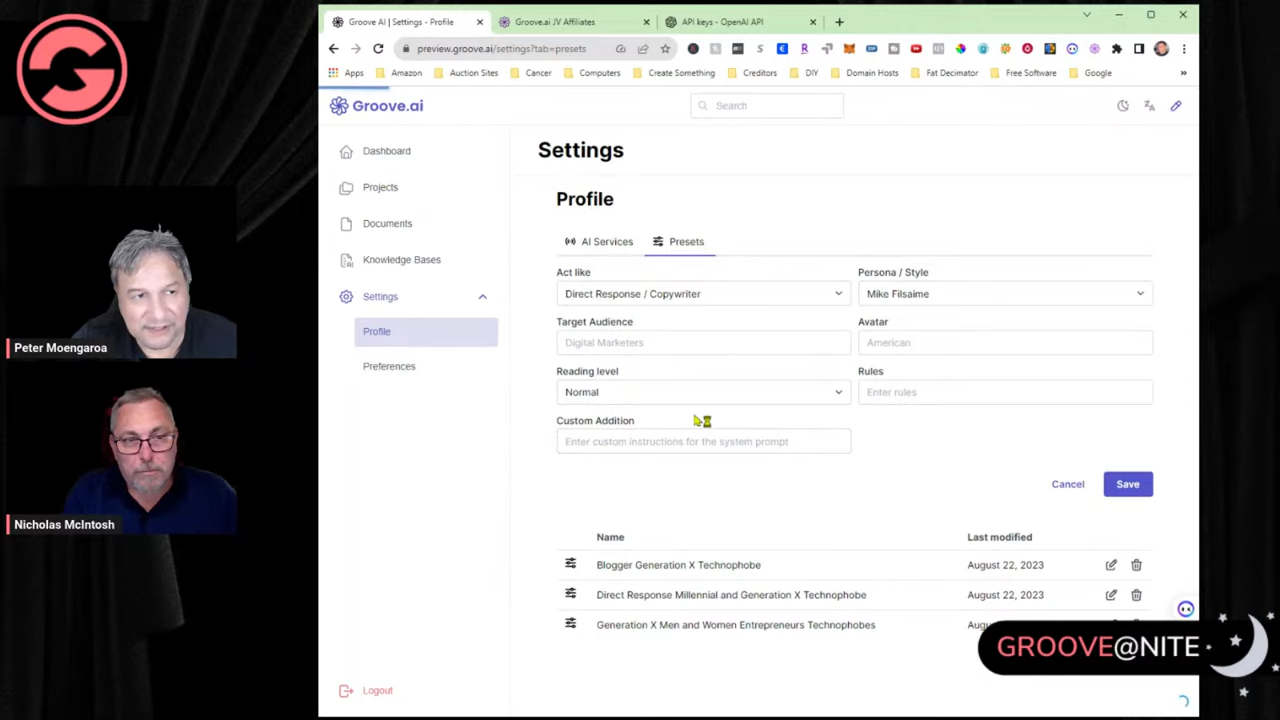 Groove AI | Settings - Profile
Groove.ai JV Affiliates
API keys - OpenAI API
preview.groove.ai/settings?tab=presets
Apps
Amazon
Auction Sites
Cancer
Computers
Create Something
Creditors
DIY
Domain Hosts
Fat Decimator
Free Software
Google
Groove.ai
Search
Dashboard
Projects
Documents
Knowledge Bases
Settings
Profile
Preferences
Logout
Settings
Profile
AI Services
Presets
Act like
Persona / Style
Direct Response / Copywriter
Mike Filsaime
Target Audience
Avatar
Digital Marketers
American
Reading level
Rules
Normal
Enter rules
Custom Addition
Enter custom instructions for the system prompt
Cancel
Save
Name
Last modified
Blogger Generation X Technophobe
August 22, 2023
Direct Response Millennial and Generation X Technophobe
August 22, 2023
Generation X Men and Women Entrepreneurs Technophobes
Peter Moengaroa
Nicholas McIntosh
GROOVE@NITE